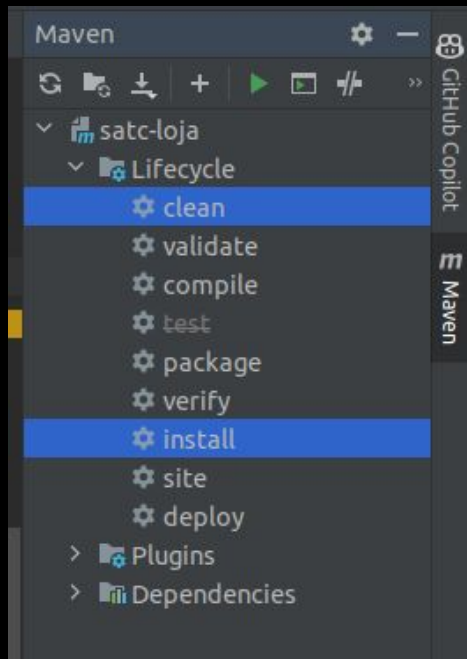 Maven
satc-loja
Lifecycle
clean
validate
compile
test
package
verify
install
site
deploy
Plugins
Dependencies
GitHub Copilot
m Maven